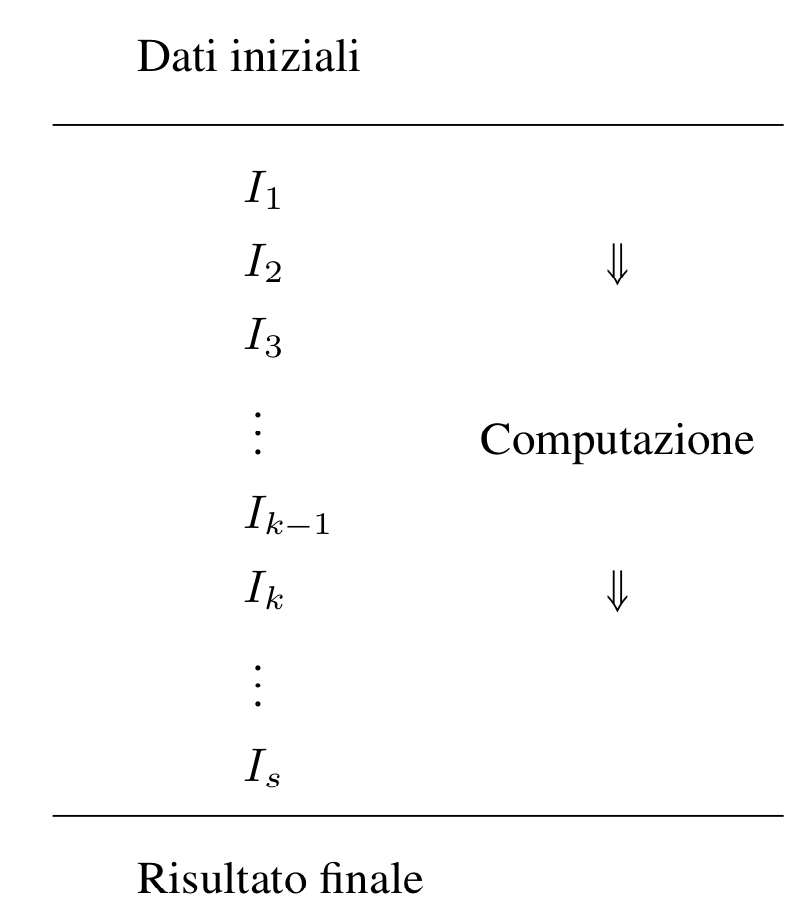 Dati iniziali
I₁
I₂ ⇓
I₃
⋮ Computazione
Iₖ₋₁
Iₖ ⇓
⋮
Iₛ
Risultato finale